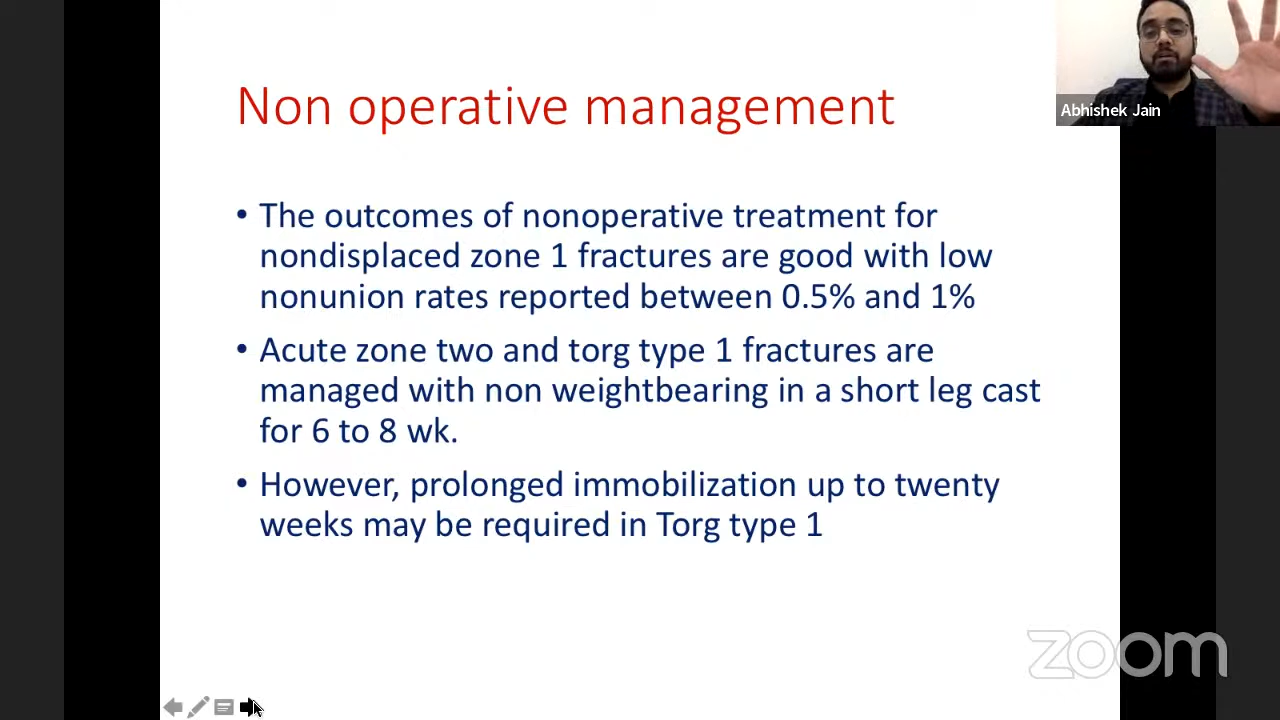 Non operative management
• The outcomes of nonoperative treatment for
nondisplaced zone 1 fractures are good with low
nonunion rates reported between 0.5% and 1%
• Acute zone two and torg type 1 fractures are
managed with non weightbearing in a short leg cast
for 6 to 8 wk.
• However, prolonged immobilization up to twenty
weeks may be required in Torg type 1
Abhishek Jain
zoom